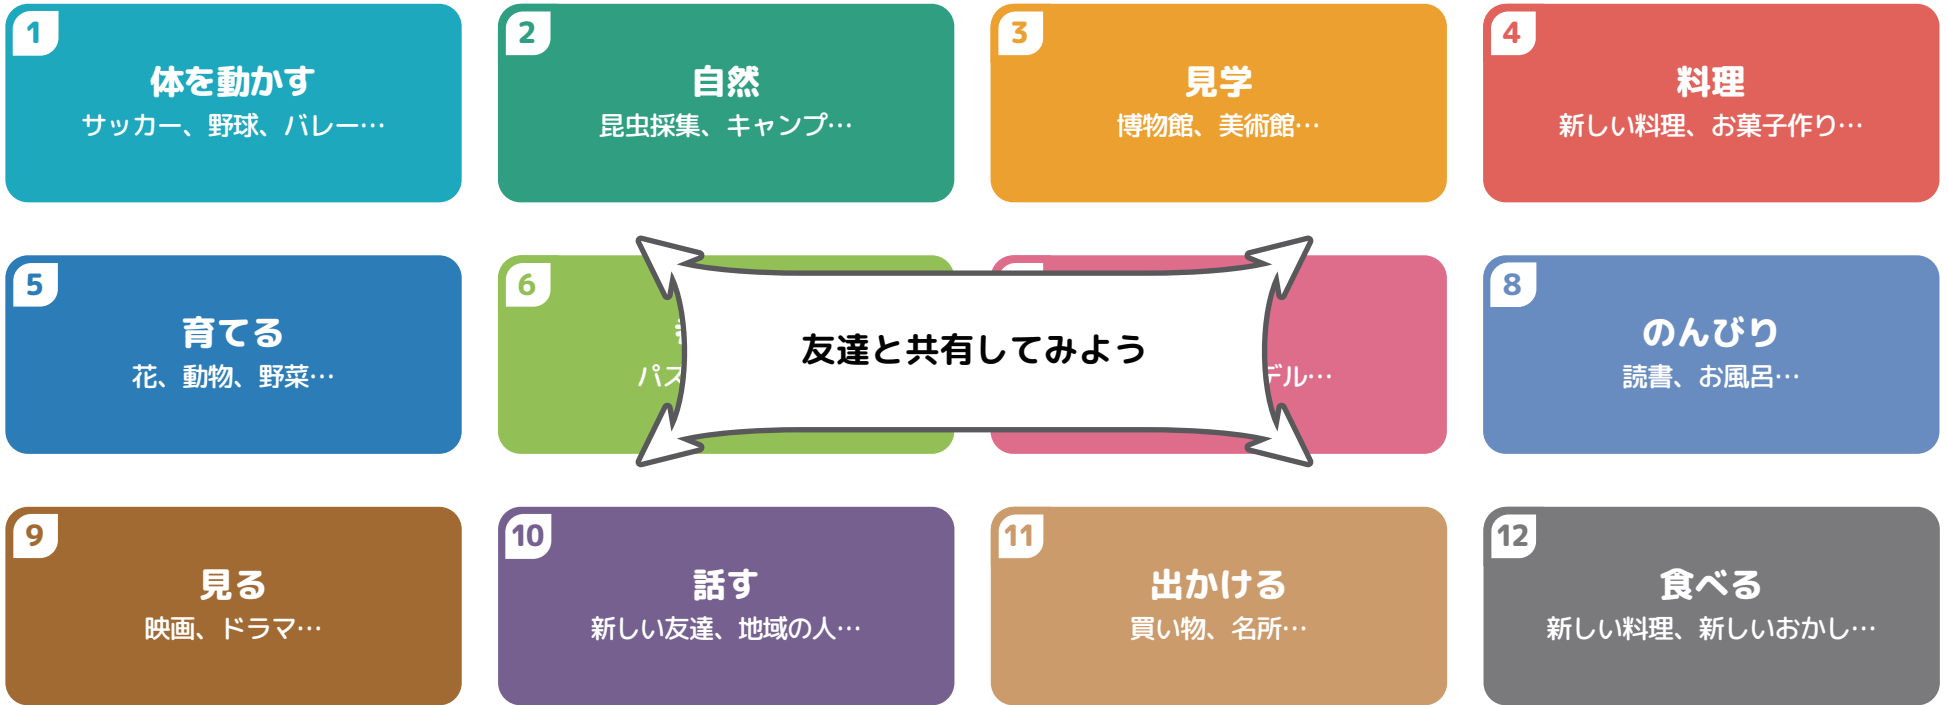 1
体を動かす
サッカー、野球、バレー…
2
自然
昆虫採集、キャンプ…
3
見学
博物館、美術館…
4
料理
新しい料理、お菓子作り…
5
育てる
花、動物、野菜…
6
パズ
友達と共有してみよう
デル…
8
のんびり
読書、お風呂…
9
見る
映画、ドラマ…
10
話す
新しい友達、地域の人…
11
出かける
買い物、名所…
12
食べる
新しい料理、新しいおかし…